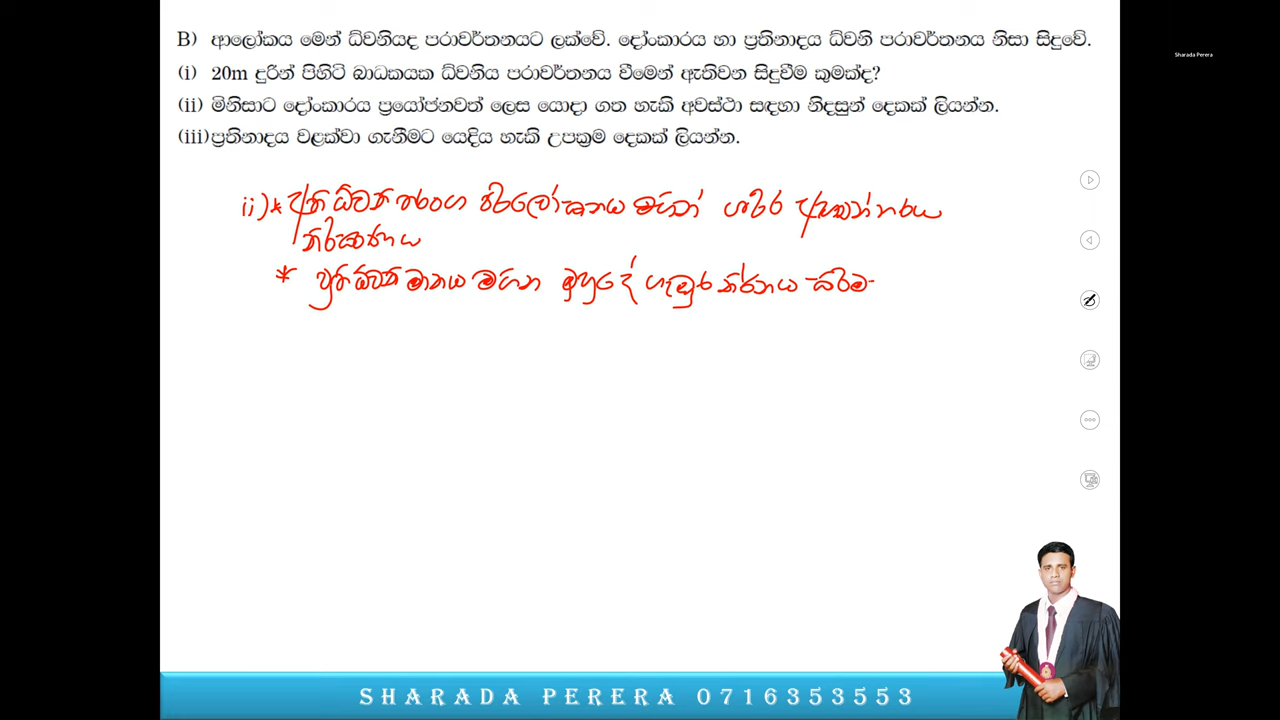 B) ආලෝකය මෙන් ධ්වනියද පරාවර්තනයට ලක්වේ. දෝංකාරය හා ප්‍රතිනාදය ධ්වනි පරාවර්තනය නිසා සිදුවේ.
Sharada Perera
(i) 20m දුරින් පිහිටි බාධකයක ධ්වනිය පරාවර්තනය වීමෙන් ඇතිවන සිදුවීම කුමක්ද?
(ii) මිනිසාට දෝංකාරය ප්‍රයෝජනවත් ලෙස යොදා ගත හැකි අවස්ථා සඳහා නිදසුන් දෙකක් ලියන්න.
(iii) ප්‍රතිනාදය වළක්වා ගැනීමට යෙදිය හැකි උපක්‍රම දෙකක් ලියන්න.
ii) * අති ධ්වනි තරංග පරිලෝකනය මගින් ශරීර අභ්‍යන්තරය
නිරීක්ෂණය
* ප්‍රති ධ්වනි මානය මගින් මුහුදේ ගැඹුර නිර්ණය කිරීම
SHARADA PERERA 0716353553